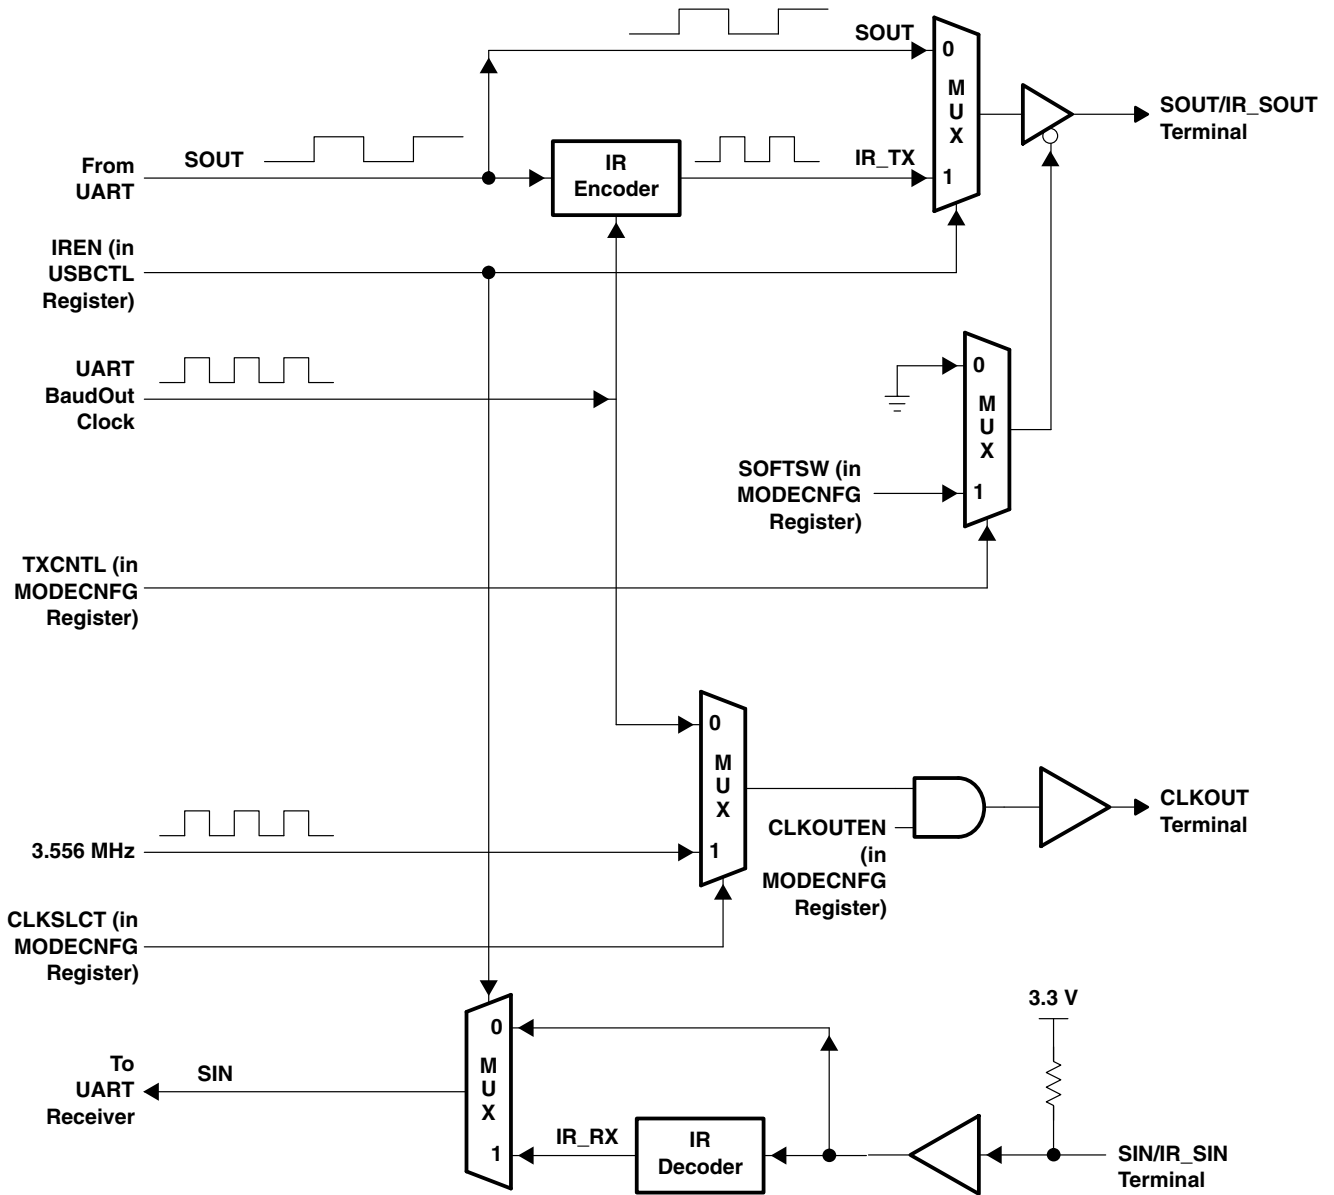 SOUT
0
M
U
X
1
SOUT/IR_SOUT
Terminal
From
UART
SOUT
IR
Encoder
IR_TX
IREN (in
USBCTL
Register)
UART
BaudOut
Clock
0
M
U
X
1
SOFTSW (in
MODECNFG
Register)
TXCNTL (in
MODECNFG
Register)
0
M
U
X
1
3.556 MHz
CLKOUTEN
(in
MODECNFG
Register)
CLKOUT
Terminal
CLKSLCT (in
MODECNFG
Register)
3.3 V
To
UART
Receiver
SIN
0
M
U
X
1
IR_RX
IR
Decoder
SIN/IR_SIN
Terminal